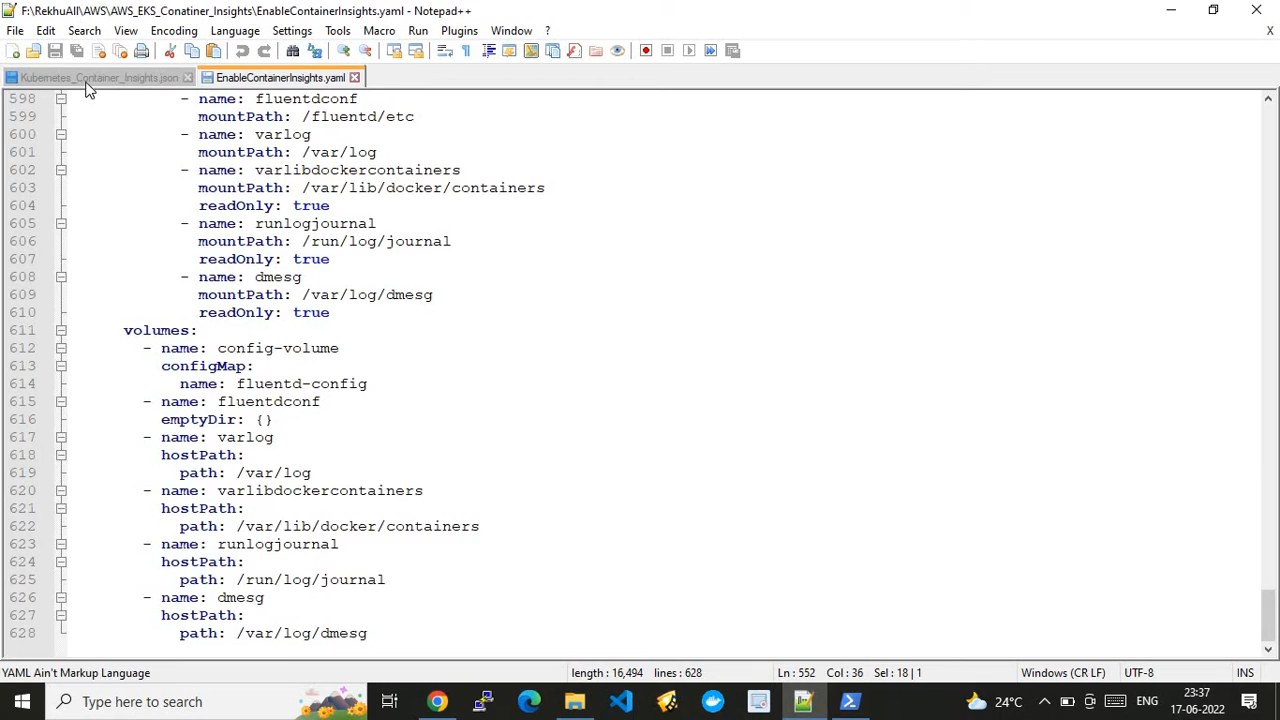 F:\RekhuAll\AWS\AWS_EKS_Conatiner_Insights\EnableContainerInsights.yaml - Notepad++
File Edit Search View Encoding Language Settings Tools Macro Run Plugins Window ?
Kubernetes_Container_Insights.json EnableContainerInsights.yaml
598 - name: fluentdconf
599 mountPath: /fluentd/etc
600 - name: varlog
601 mountPath: /var/log
602 - name: varlibdockercontainers
603 mountPath: /var/lib/docker/containers
604 readOnly: true
605 - name: runlogjournal
606 mountPath: /run/log/journal
607 readOnly: true
608 - name: dmesg
609 mountPath: /var/log/dmesg
610 readOnly: true
611 volumes:
612 - name: config-volume
613 configMap:
614 name: fluentd-config
615 - name: fluentdconf
616 emptyDir: {}
617 - name: varlog
618 hostPath:
619 path: /var/log
620 - name: varlibdockercontainers
621 hostPath:
622 path: /var/lib/docker/containers
623 - name: runlogjournal
624 hostPath:
625 path: /run/log/journal
626 - name: dmesg
627 hostPath:
628 path: /var/log/dmesg
YAML Ain't Markup Language length : 16,494 lines : 628 Ln : 552 Col : 36 Sel : 18 | 1 Windows (CR LF) UTF-8 INS
Type here to search 24°C ENG 23:37
17-06-2022